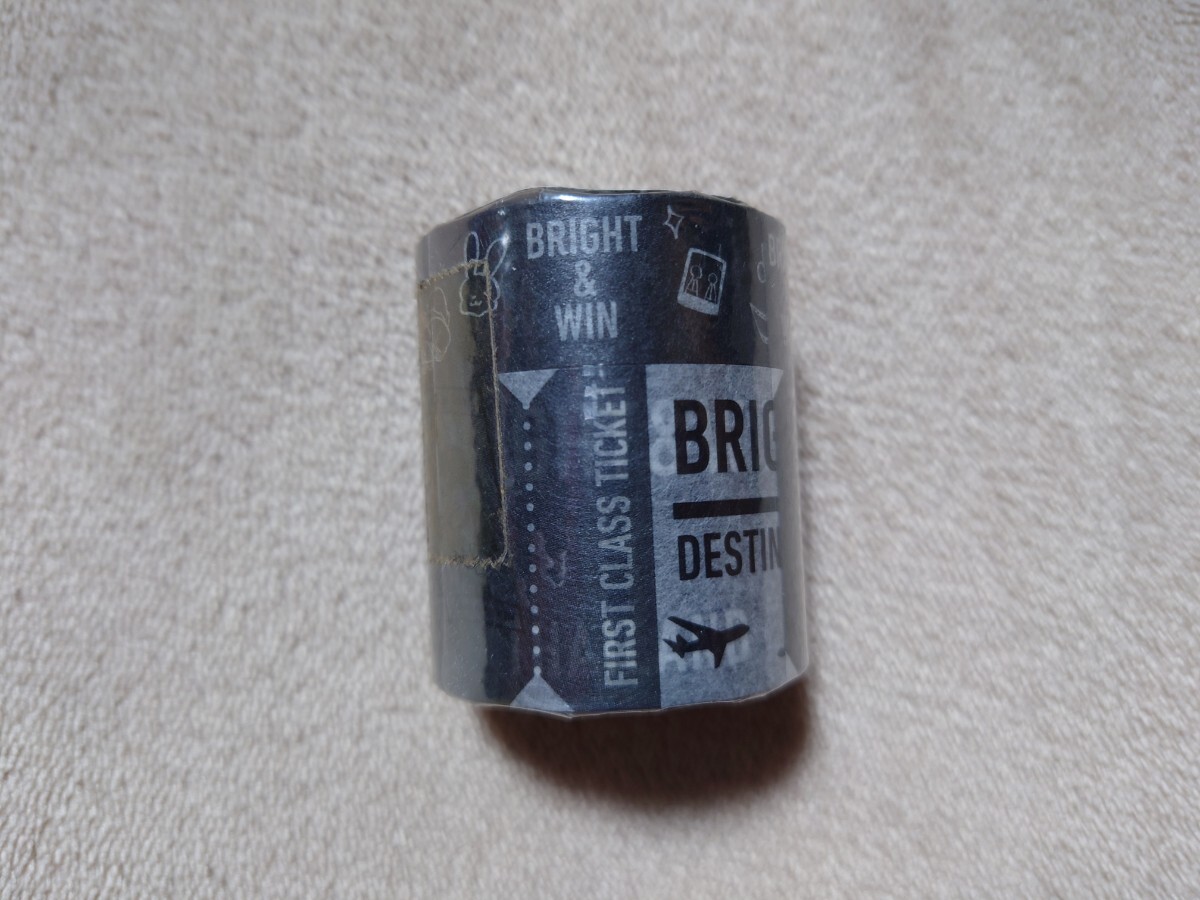 BRIGHT
&
WIN
FIRST CLASS TICKET
BRIG
DESTIN